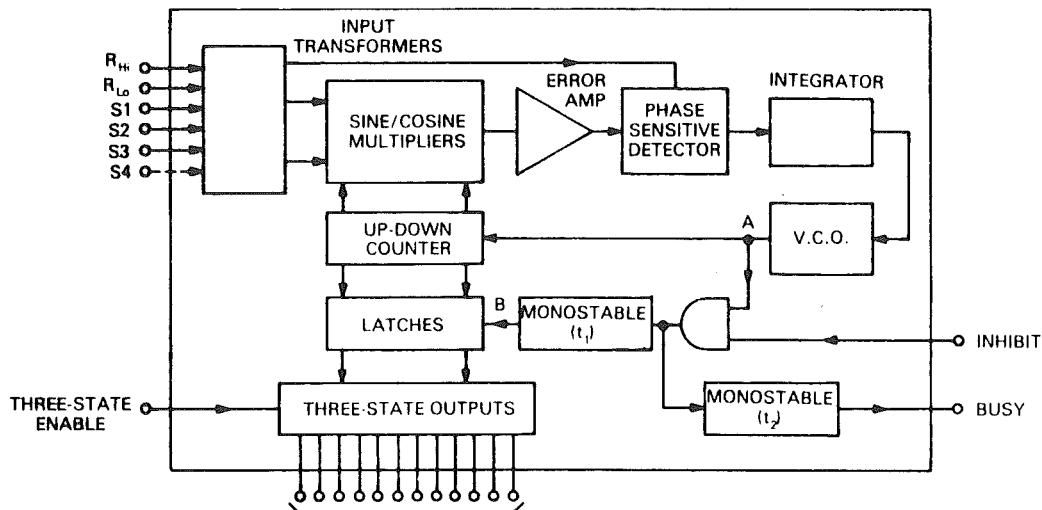 INPUT
TRANSFORMERS
R_Hi
R_Lo
S1
S2
S3
S4
SINE/COSINE
MULTIPLIERS
ERROR
AMP
PHASE
SENSITIVE
DETECTOR
INTEGRATOR
UP-DOWN
COUNTER
A
V.C.O.
LATCHES
B
MONOSTABLE
(t₁)
INHIBIT
THREE-STATE
ENABLE
THREE-STATE OUTPUTS
MONOSTABLE
(t₂)
BUSY